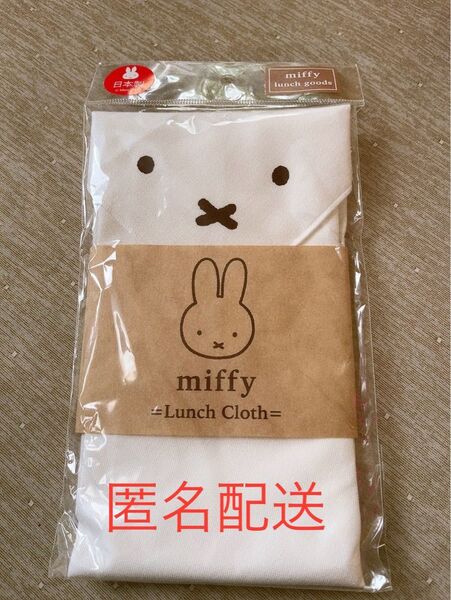 日本製
miffy
lunch goods
miffy
=Lunch Cloth=
匿名配送